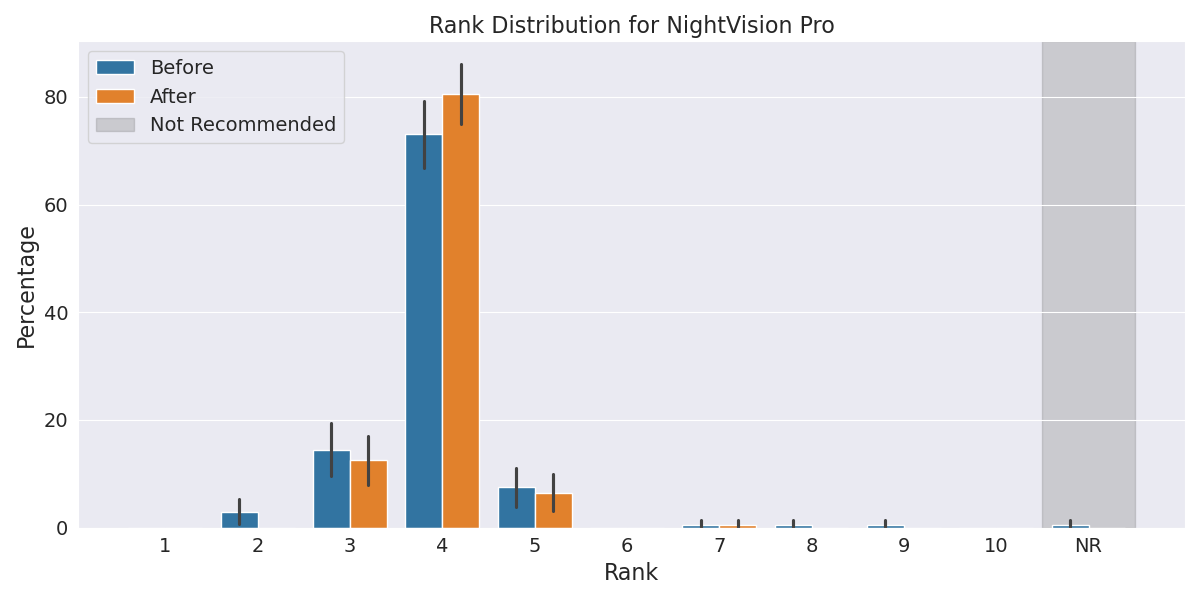 Rank Distribution for NightVision Pro
Before
After
Not Recommended
80
60
40
20
0
Percentage
1 2 3 4 5 6 7 8 9 10 NR
Rank